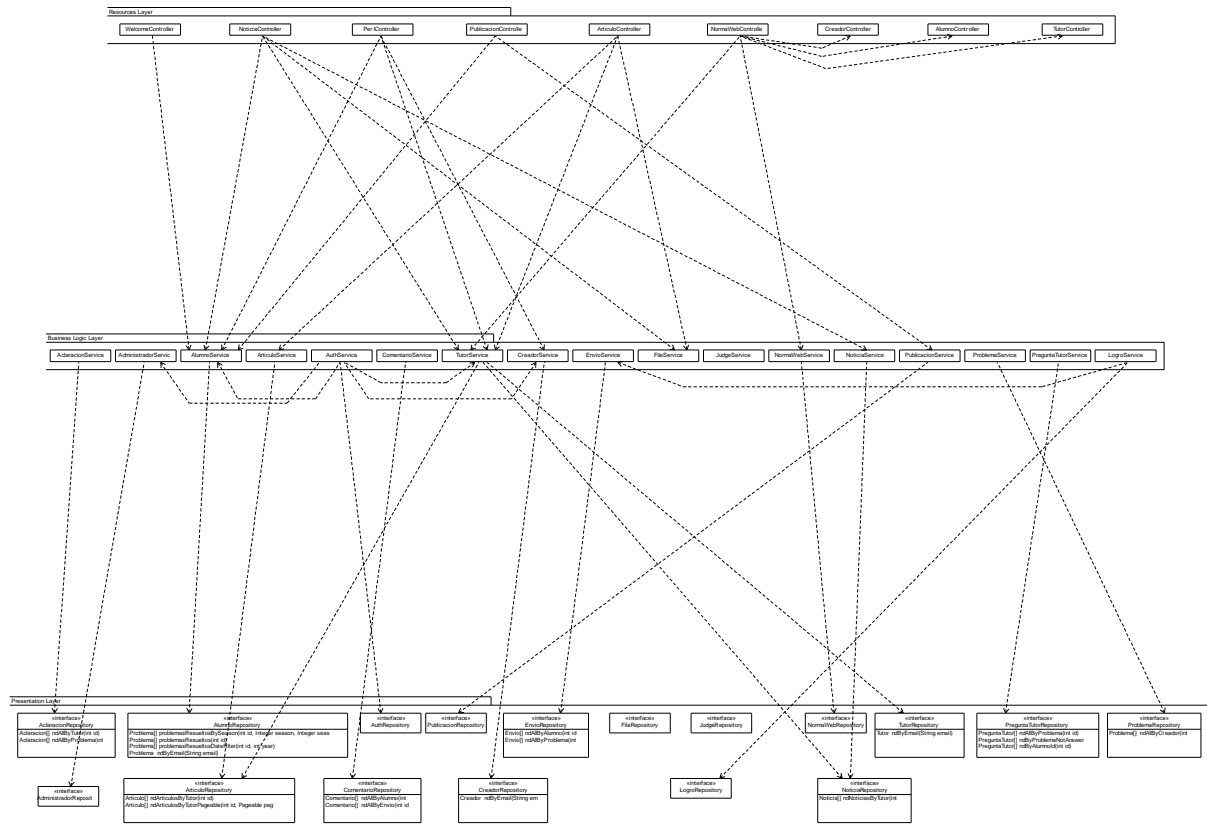 Resources Layer
WelcomeController
NoticiaController
PerlController
PublicacionControlle
ArticuloController
NormaWebControlle
CreadorController
AlumnoController
TutorController
Business Logic Layer
AclaracionService
AdministradorServic
AlumnoService
ArticuloService
AuthService
ComentarioService
TutorService
CreadorService
EnvioService
FileService
JudgeService
NormaWebService
NoticiaService
PublicacionService
ProblemaService
PreguntaTutorService
LogroService
Presentation Layer
«interface»
AclaracionRepository
Aclaracion[] ndAllByTutor(int id)
Aclaracion[] ndAllByProblema(int
«interface»
AlumnoRepository
Problema[] problemasResueltosBySeason(int id, Integer season, Integer seas
Problema[] problemasResueltos(int id)
Problema[] problemasResueltosDateFilter(int id, int year)
Problema ndByEmail(String email)
«interface»
AuthRepository
«interface»
PublicacionRepository
«interface»
EnvioRepository
Envio[] ndAllByAlumno(int id
Envio[] ndAllByProblema(int
«interface»
FileRepository
«interface»
JudgeRepository
«interface»
NormaWebRepository
«interface»
TutorRepository
Tutor ndByEmail(String email)
«interface»
PreguntaTutorRepository
PreguntaTutor[] ndAllByProblema(int id)
PreguntaTutor[] ndByProblemaNotAnswer
PreguntaTutor[] ndByAlumnoId(int id)
«interface»
ProblemaRepository
Problema[] ndAllByCreador(int
«interface»
AdministradorReposit
«interface»
ArticuloRepository
Articulo[] ndArticulosByTutor(int id)
Articulo[] ndArticulosByTutorPageable(int id, Pageable pag
«interface»
ComentarioRepository
Comentario[] ndAllByAlumno(int
Comentario[] ndAllByEnvio(int id
«interface»
CreadorRepository
Creador ndByEmail(String em
«interface»
LogroRepository
«interface»
NoticiaRepository
Noticia[] ndNoticiasByTutor(int